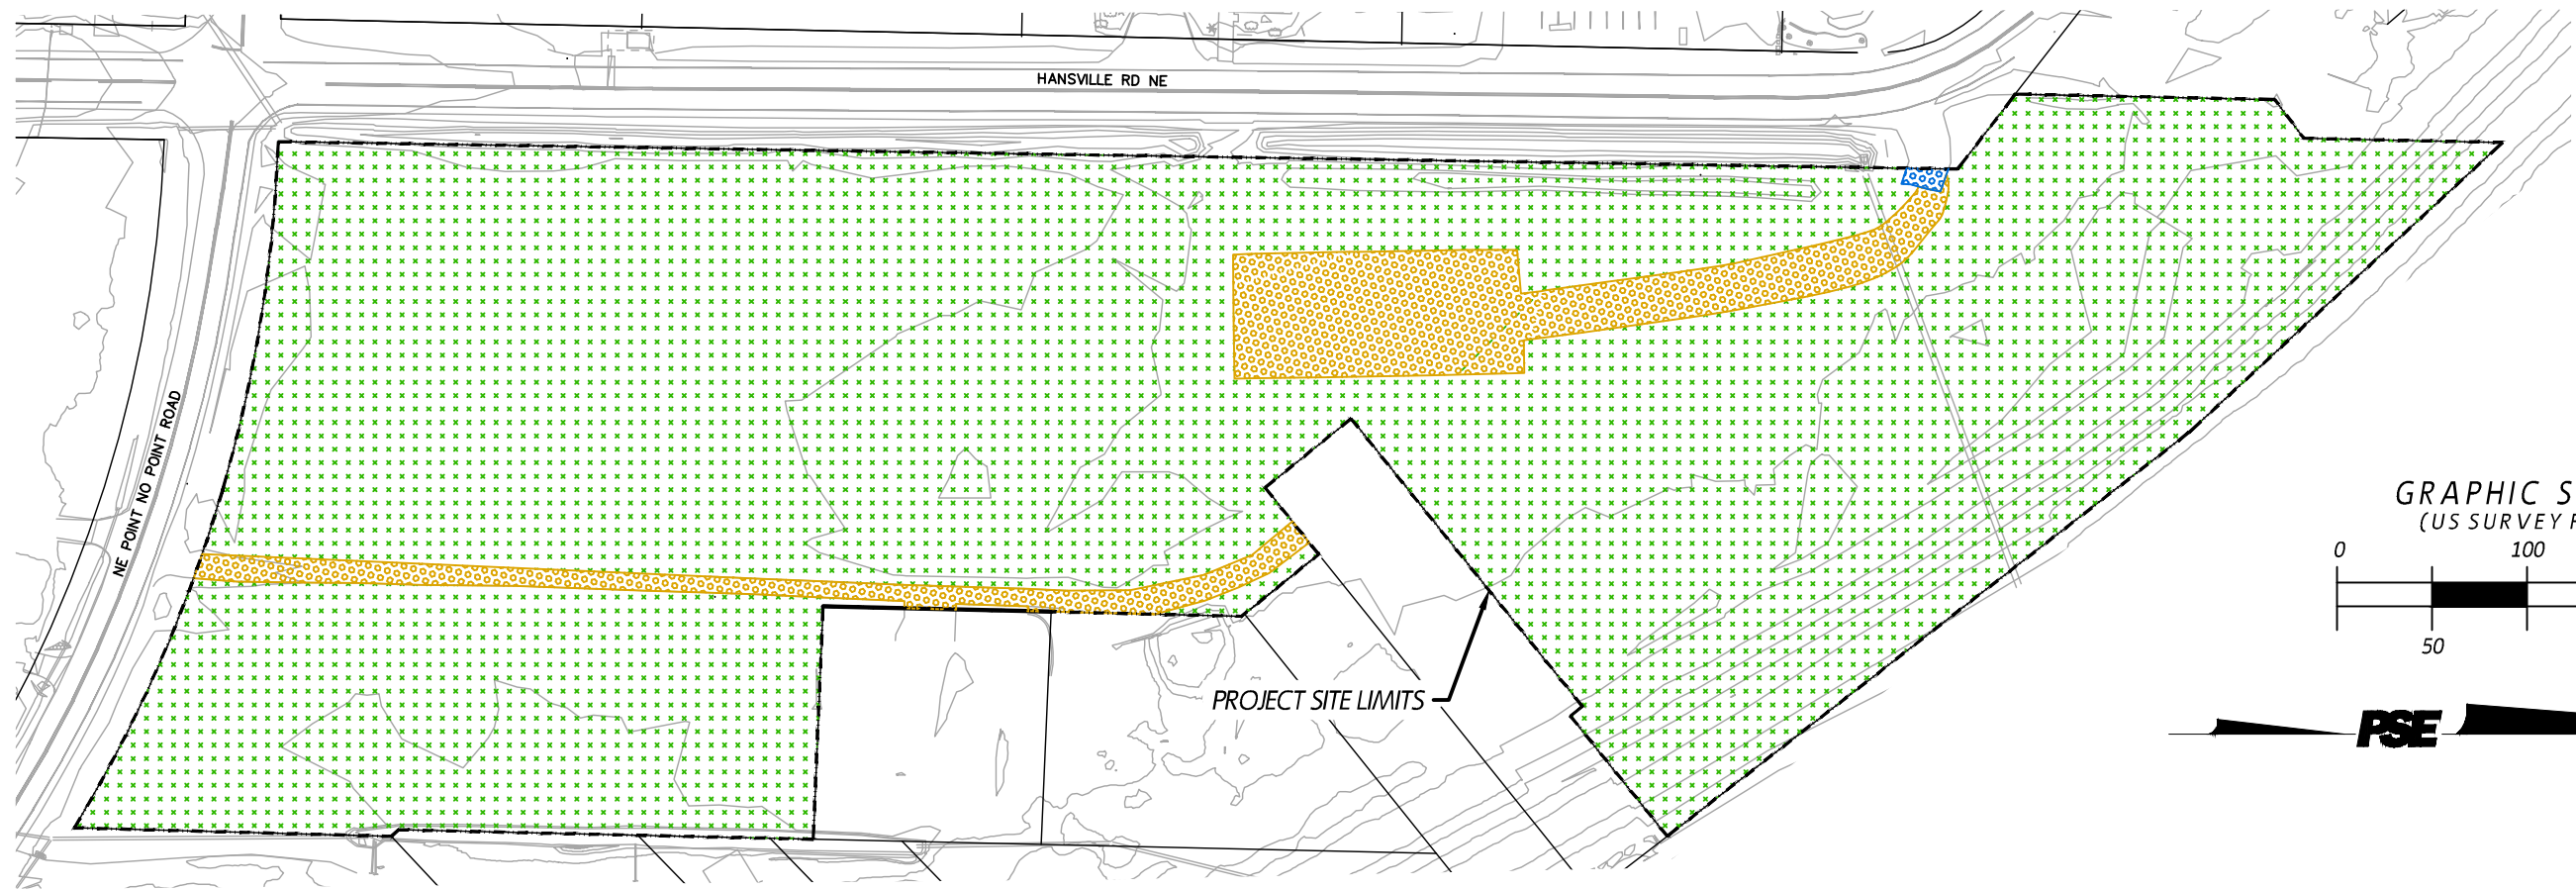 HANSVILLE RD NE
NE POINT NO POINT ROAD
GRAPHIC S
(US SURVEY F
0 100
50
PROJECT SITE LIMITS
PSE